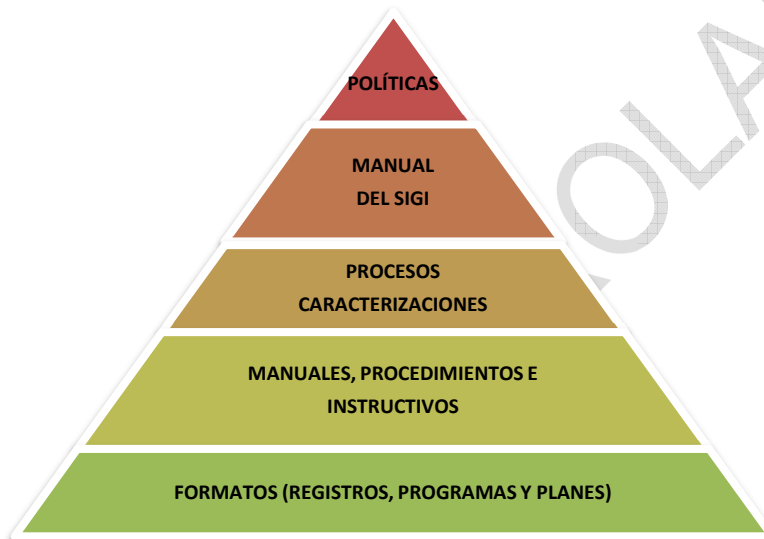 POLÍTICAS
MANUAL
DEL SIGI
PROCESOS
CARACTERIZACIONES
MANUALES, PROCEDIMIENTOS E
INSTRUCTIVOS
FORMATOS (REGISTROS, PROGRAMAS Y PLANES)